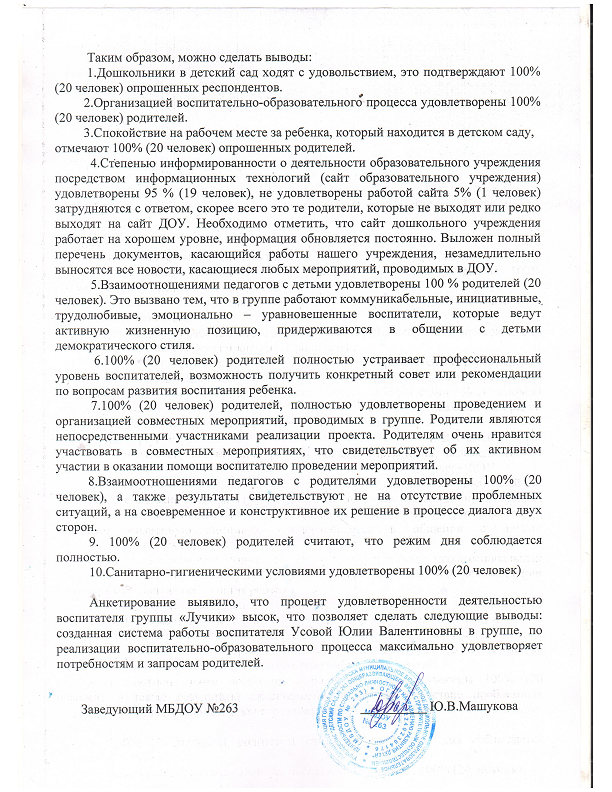 Таким образом, можно сделать выводы:
1.Дошкольники в детский сад ходят с удовольствием, это подтверждают 100%
(20 человек) опрошенных респондентов.
2.Организацией воспитательно-образовательного процесса удовлетворены 100%
(20 человек) родителей.
3.Спокойствие на рабочем месте за ребенка, который находится в детском саду,
отмечают 100% (20 человек) опрошенных родителей.
4.Степенью информированности о деятельности образовательного учреждения
посредством информационных технологий (сайт образовательного учреждения)
удовлетворены 95 % (19 человек), не удовлетворены работой сайта 5% (1 человек)
затрудняются с ответом, скорее всего это те родители, которые не выходят или редко
выходят на сайт ДОУ. Необходимо отметить, что сайт дошкольного учреждения
работает на хорошем уровне, информация обновляется постоянно. Выложен полный
перечень документов, касающийся работы нашего учреждения, незамедлительно
выносятся все новости, касающиеся любых мероприятий, проводимых в ДОУ.
5.Взаимоотношениями педагогов с детьми удовлетворены 100 % родителей (20
человек). Это вызвано тем, что в группе работают коммуникабельные, инициативные,
трудолюбивые, эмоционально – уравновешенные воспитатели, которые ведут
активную жизненную позицию, придерживаются в общении с детьми
демократического стиля.
6.100% (20 человек) родителей полностью устраивает профессиональный
уровень воспитателей, возможность получить конкретный совет или рекомендации
по вопросам развития воспитания ребенка.
7.100% (20 человек) родителей, полностью удовлетворены проведением и
организацией совместных мероприятий, проводимых в группе. Родители являются
непосредственными участниками реализации проекта. Родителям очень нравится
участвовать в совместных мероприятиях, что свидетельствует об их активном
участии в оказании помощи воспитателю проведении мероприятий.
8.Взаимоотношениями педагогов с родителями удовлетворены 100% (20
человек), а также результаты свидетельствуют не на отсутствие проблемных
ситуаций, а на своевременное и конструктивное их решение в процессе диалога двух
сторон.
9. 100% (20 человек) родителей считают, что режим дня соблюдается
полностью.
10.Санитарно-гигиеническими условиями удовлетворены 100% (20 человек)
Анкетирование выявило, что процент удовлетворенности деятельностью
воспитателя группы «Лучики» высок, что позволяет сделать следующие выводы:
созданная система работы воспитателя Усовой Юлии Валентиновны в группе, по
реализации воспитательно-образовательного процесса максимально удовлетворяет
потребностям и запросам родителей.
Заведующий МБДОУ №263 Ю.В.Машукова